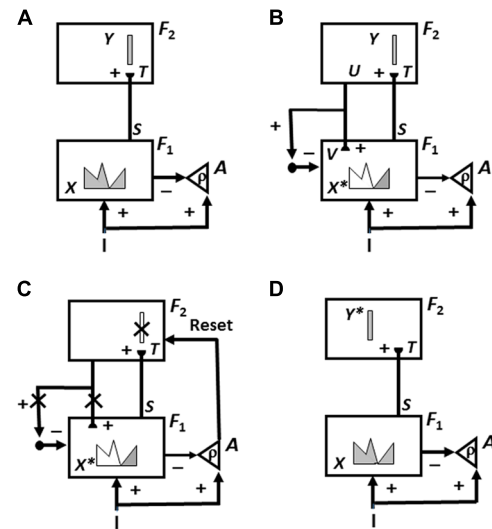 A
Y
F2
+ T
S
F1
X
A
ρ
−
+
+
I
B
Y
F2
U
+ T
+
S
−
V
+
F1
X*
A
ρ
−
+
+
I
C
F2
+ T
Reset
+
−
+
S
F1
X*
A
ρ
−
+
+
I
D
Y*
F2
+ T
S
F1
X
A
ρ
−
+
+
I